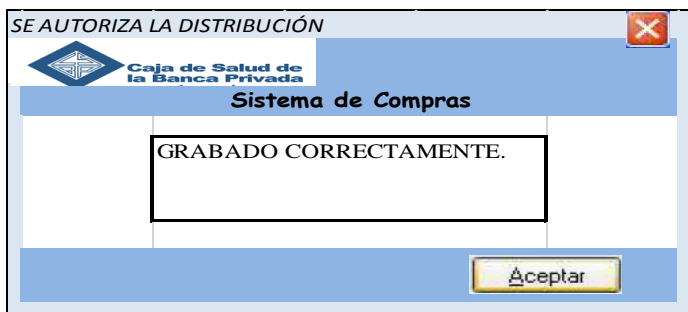 SE AUTORIZA LA DISTRIBUCIÓN
Caja de Salud de
la Banca Privada
Sistema de Compras
GRABADO CORRECTAMENTE.
Aceptar